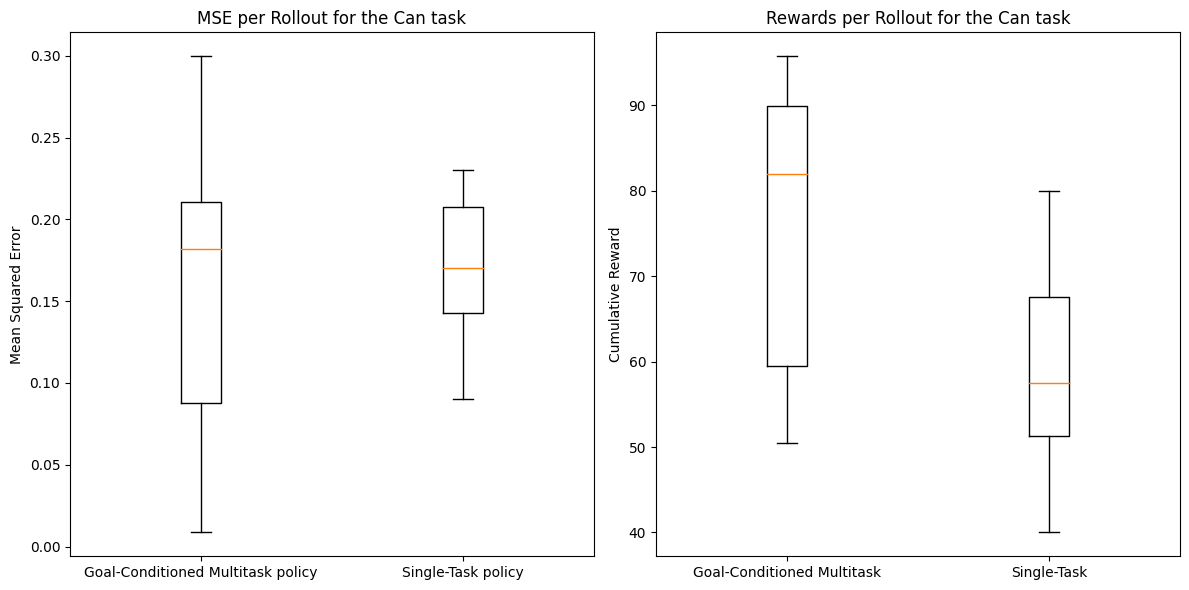 MSE per Rollout for the Can task
Mean Squared Error
0.30
0.25
0.20
0.15
0.10
0.05
0.00
Goal-Conditioned Multitask policy
Single-Task policy
Rewards per Rollout for the Can task
Cumulative Reward
90
80
70
60
50
40
Goal-Conditioned Multitask
Single-Task